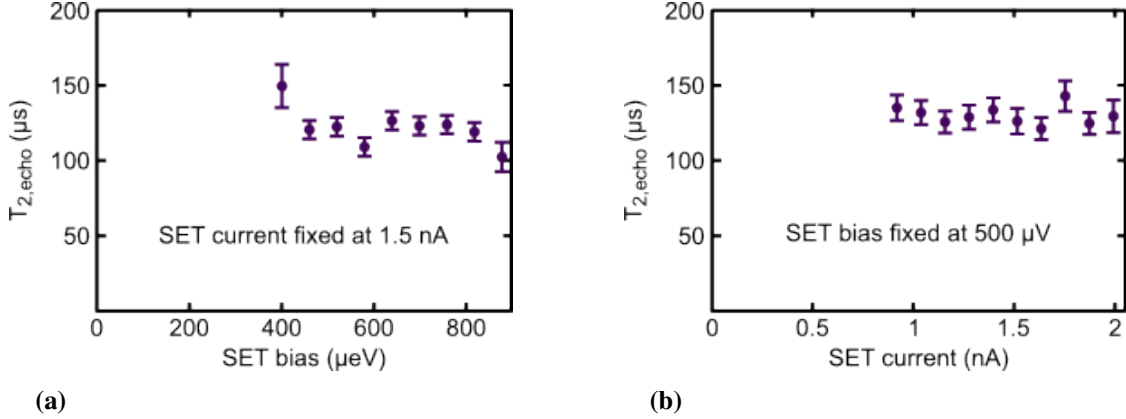 200
150
100
50
T2,echo (µs)
SET current fixed at 1.5 nA
0 200 400 600 800
SET bias (µeV)
(a)
200
150
100
50
T2,echo (µs)
SET bias fixed at 500 µV
0 0.5 1 1.5 2
SET current (nA)
(b)